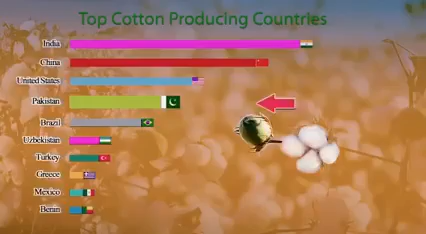 Top Cotton Producing Countries
India
China
United States
Pakistan
Brazil
Uzbekistan
Turkey
Greece
Mexico
Benin